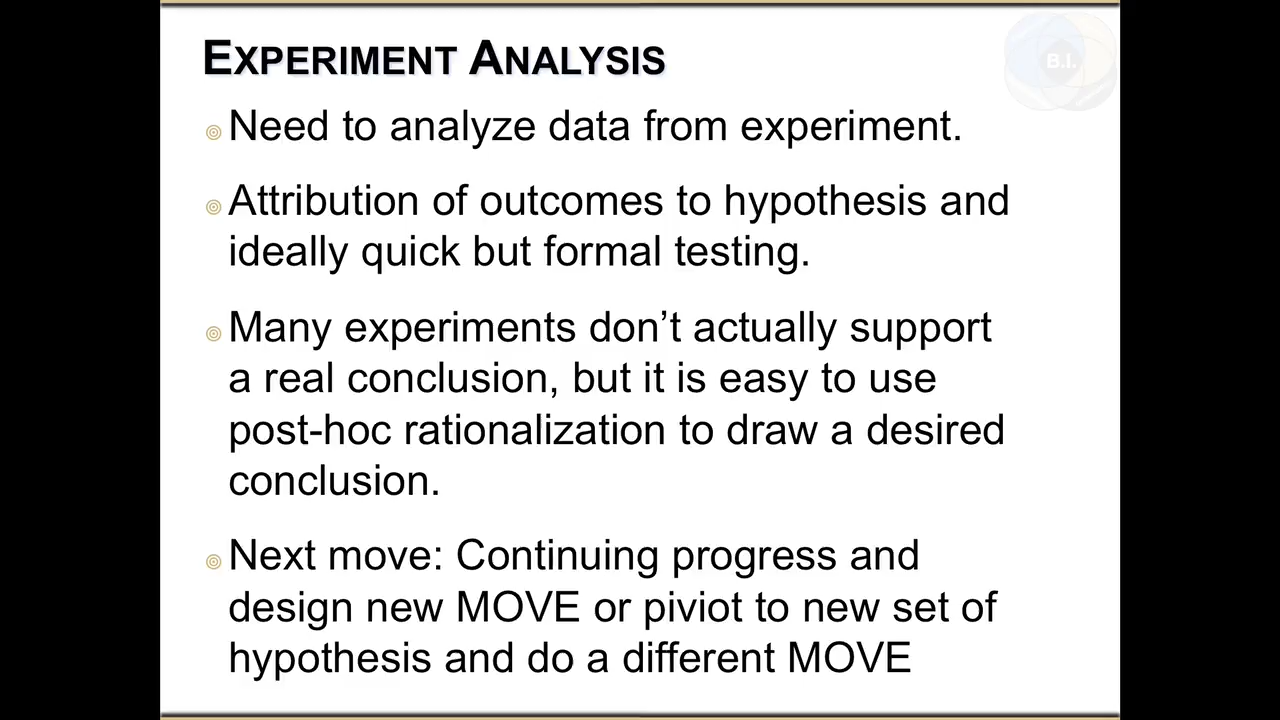 EXPERIMENT ANALYSIS
B.I.
Need to analyze data from experiment.
Attribution of outcomes to hypothesis and
ideally quick but formal testing.
Many experiments don’t actually support
a real conclusion, but it is easy to use
post-hoc rationalization to draw a desired
conclusion.
Next move: Continuing progress and
design new MOVE or piviot to new set of
hypothesis and do a different MOVE